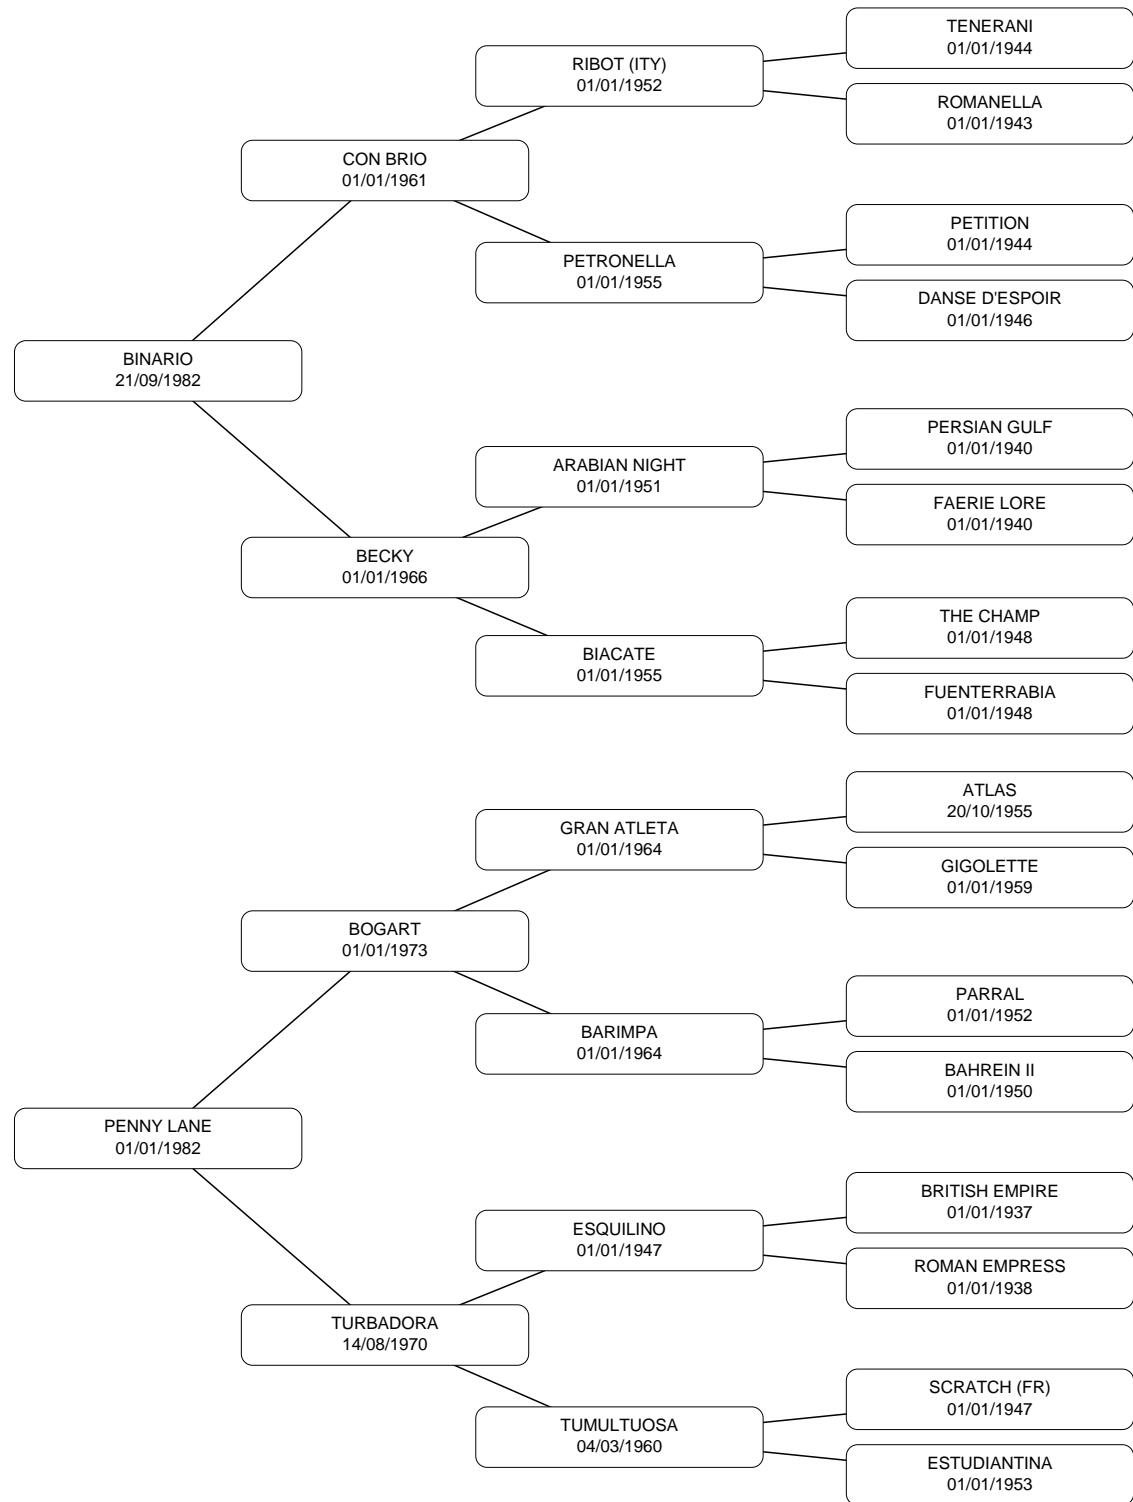 TENERANI
01/01/1944
RIBOT (ITY)
01/01/1952
ROMANELLA
01/01/1943
CON BRIO
01/01/1961
PETITION
01/01/1944
PETRONELLA
01/01/1955
DANSE D'ESPOIR
01/01/1946
BINARIO
21/09/1982
PERSIAN GULF
01/01/1940
ARABIAN NIGHT
01/01/1951
FAERIE LORE
01/01/1940
BECKY
01/01/1966
THE CHAMP
01/01/1948
BIACATE
01/01/1955
FUENTERRABIA
01/01/1948
ATLAS
20/10/1955
GRAN ATLETA
01/01/1964
GIGOLETTE
01/01/1959
BOGART
01/01/1973
PARRAL
01/01/1952
BARIMPA
01/01/1964
BAHREIN II
01/01/1950
PENNY LANE
01/01/1982
BRITISH EMPIRE
01/01/1937
ESQUILINO
01/01/1947
ROMAN EMPRESS
01/01/1938
TURBADORA
14/08/1970
SCRATCH (FR)
01/01/1947
TUMULTUOSA
04/03/1960
ESTUDIANTINA
01/01/1953